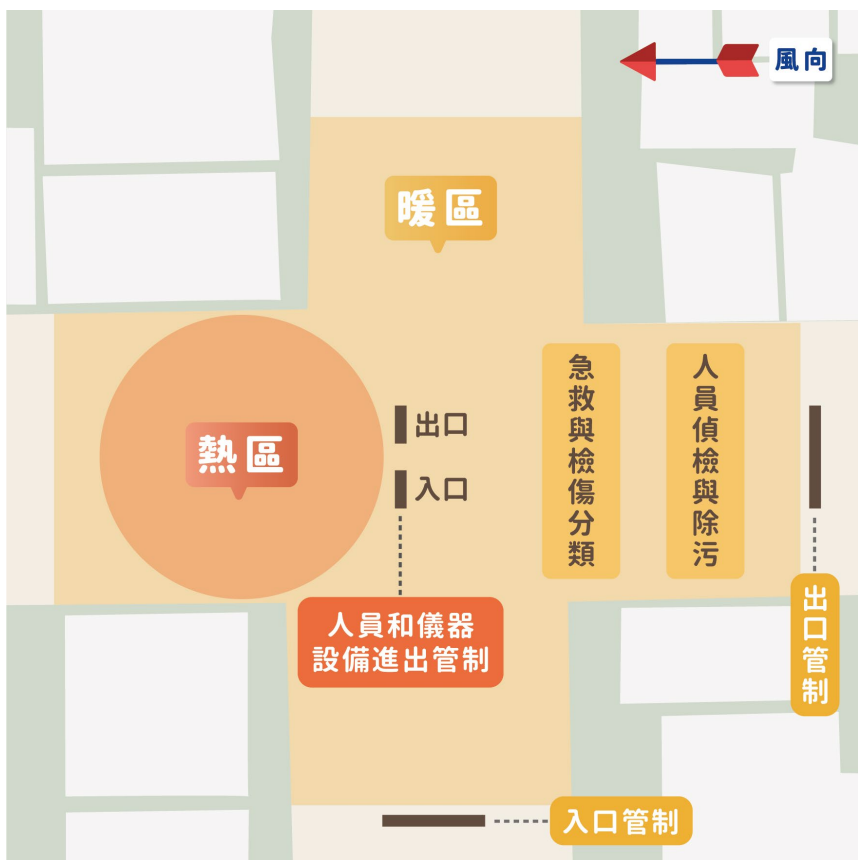 風向
暖區
熱區
出口
入口
急救與檢傷分類
人員偵檢與除污
人員和儀器
設備進出管制
出口管制
入口管制